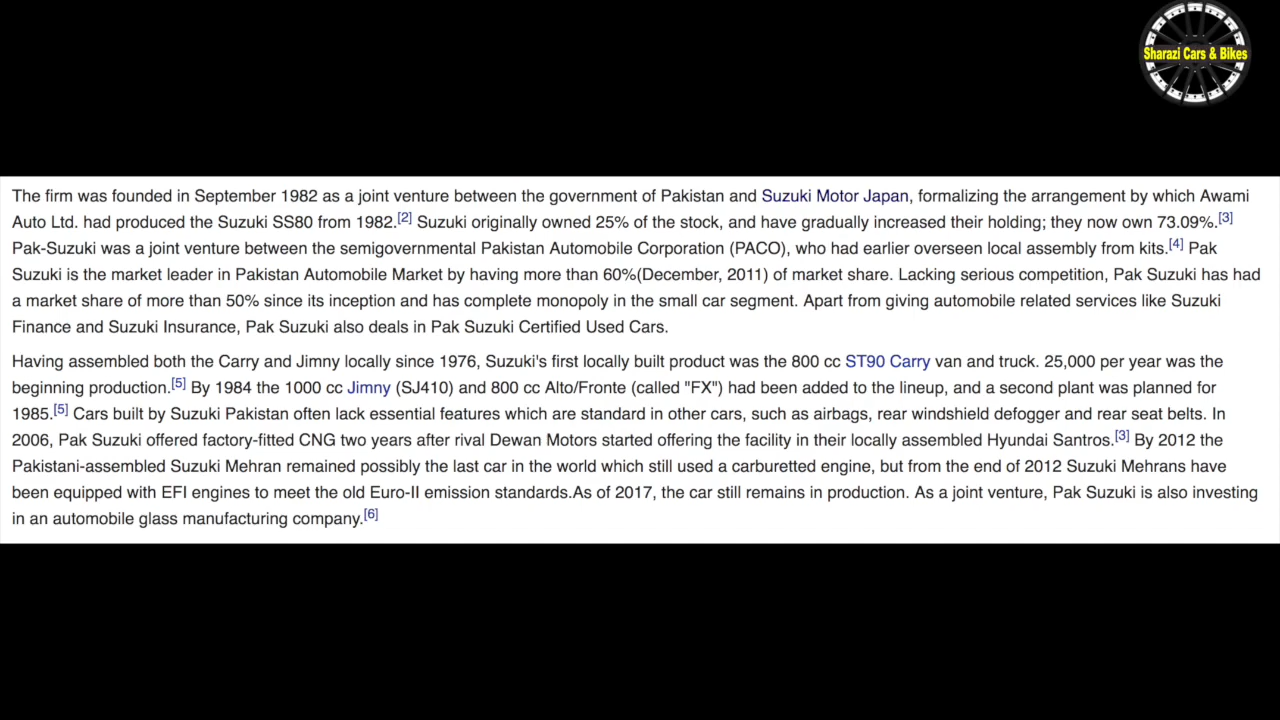 Sharazi Cars & Bikes
The firm was founded in September 1982 as a joint venture between the government of Pakistan and Suzuki Motor Japan, formalizing the arrangement by which Awami
Auto Ltd. had produced the Suzuki SS80 from 1982.[2] Suzuki originally owned 25% of the stock, and have gradually increased their holding; they now own 73.09%.[3]
Pak-Suzuki was a joint venture between the semigovernmental Pakistan Automobile Corporation (PACO), who had earlier overseen local assembly from kits.[4] Pak
Suzuki is the market leader in Pakistan Automobile Market by having more than 60%(December, 2011) of market share. Lacking serious competition, Pak Suzuki has had
a market share of more than 50% since its inception and has complete monopoly in the small car segment. Apart from giving automobile related services like Suzuki
Finance and Suzuki Insurance, Pak Suzuki also deals in Pak Suzuki Certified Used Cars.
Having assembled both the Carry and Jimny locally since 1976, Suzuki's first locally built product was the 800 cc ST90 Carry van and truck. 25,000 per year was the
beginning production.[5] By 1984 the 1000 cc Jimny (SJ410) and 800 cc Alto/Fronte (called "FX") had been added to the lineup, and a second plant was planned for
1985.[5] Cars built by Suzuki Pakistan often lack essential features which are standard in other cars, such as airbags, rear windshield defogger and rear seat belts. In
2006, Pak Suzuki offered factory-fitted CNG two years after rival Dewan Motors started offering the facility in their locally assembled Hyundai Santros.[3] By 2012 the
Pakistani-assembled Suzuki Mehran remained possibly the last car in the world which still used a carburetted engine, but from the end of 2012 Suzuki Mehrans have
been equipped with EFI engines to meet the old Euro-II emission standards.As of 2017, the car still remains in production. As a joint venture, Pak Suzuki is also investing
in an automobile glass manufacturing company.[6]